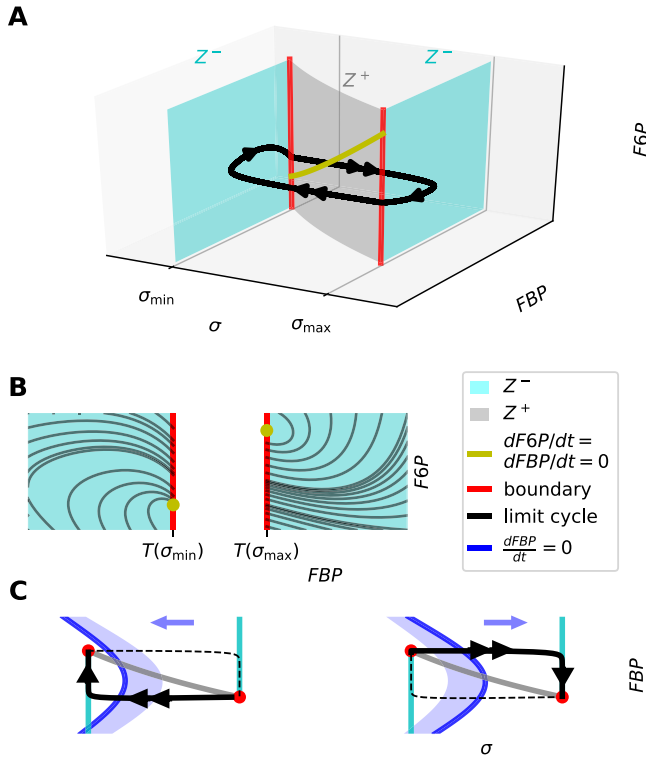 A
Z⁻
Z⁻
Z⁺
F6P
σmin
FBP
σ
σmax
B
F6P
T(σmin)
T(σmax)
FBP
Z⁻
Z⁺
dF6P/dt =
dFBP/dt = 0
boundary
limit cycle
dFBP/dt = 0
C
FBP
σ